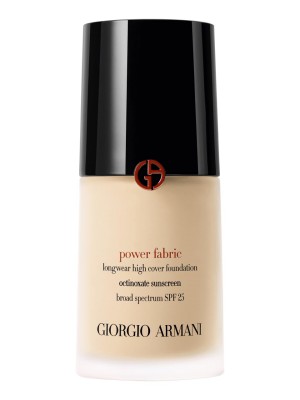 power fabric
longwear high cover foundation
octinoxate sunscreen
broad spectrum SPF 25
GIORGIO ARMANI